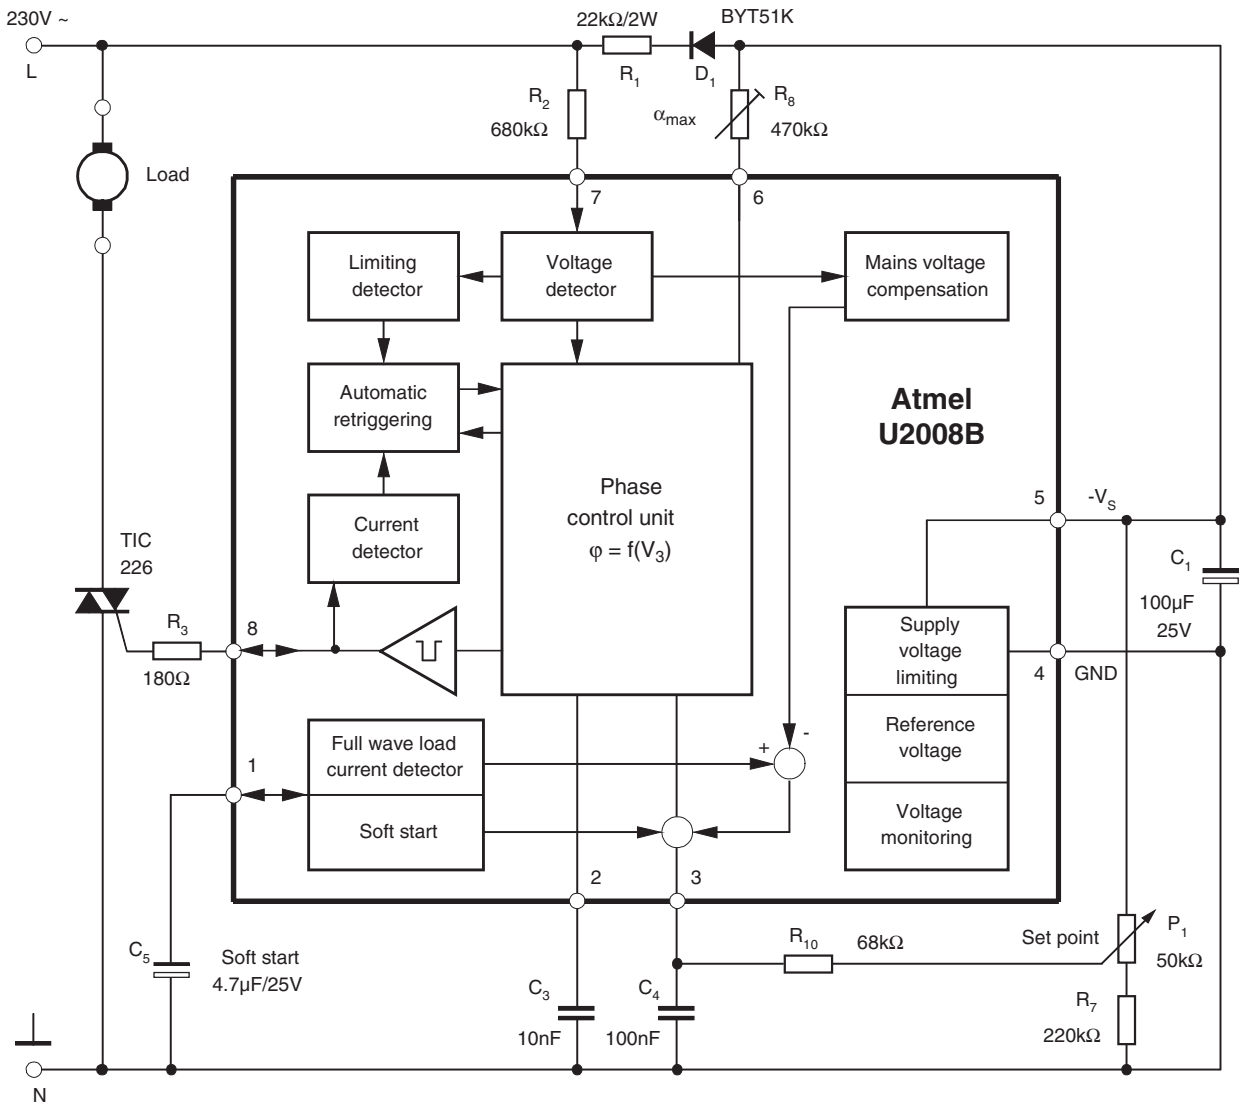 230V ~
L
22kΩ/2W
R1
BYT51K
D1
R2
680kΩ
αmax
R8
470kΩ
Load
7
6
Limiting
detector
Voltage
detector
Mains voltage
compensation
Automatic
retriggering
Atmel
U2008B
Phase
control unit
φ = f(V3)
Current
detector
5
-VS
TIC
226
C1
100µF
25V
R3
180Ω
8
Supply
voltage
limiting
4
GND
Reference
voltage
Voltage
monitoring
1
Full wave load
current detector
Soft start
+
-
2
3
C5
Soft start
4.7µF/25V
R10
68kΩ
Set point
P1
50kΩ
C3
10nF
C4
100nF
R7
220kΩ
N